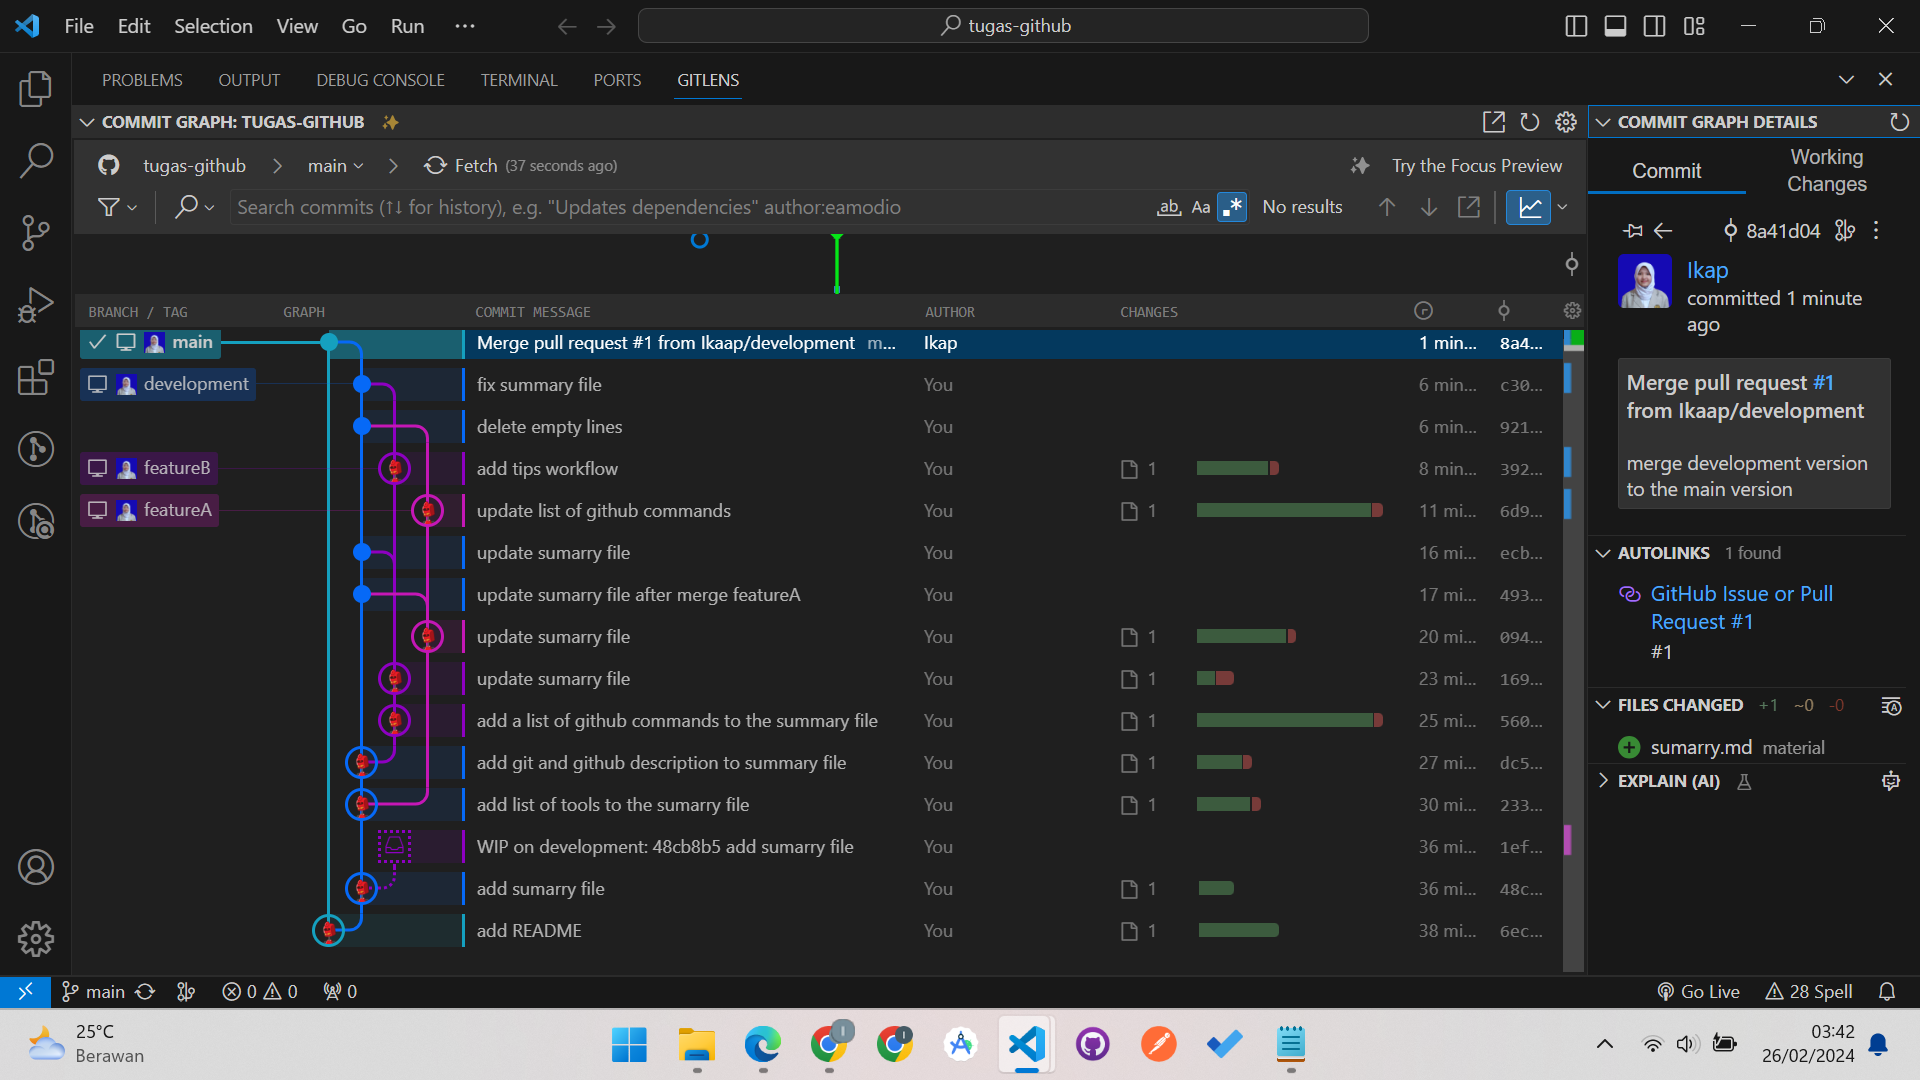 File Edit Selection View Go Run ···
tugas-github
PROBLEMS OUTPUT DEBUG CONSOLE TERMINAL PORTS GITLENS
COMMIT GRAPH: TUGAS-GITHUB
tugas-github > main > Fetch (37 seconds ago)
Try the Focus Preview
Search commits (↑↓ for history), e.g. "Updates dependencies" author:eamodio
ab Aa .* No results
BRANCH / TAG GRAPH COMMIT MESSAGE AUTHOR CHANGES
main Merge pull request #1 from Ikaap/development m... Ikap 1 min... 8a4...
development fix summary file You 6 min... c30...
delete empty lines You 6 min... 921...
featureB add tips workflow You 1 8 min... 392...
featureA update list of github commands You 1 11 mi... 6d9...
update sumarry file You 16 mi... ecb...
update sumarry file after merge featureA You 17 mi... 493...
update sumarry file You 1 20 mi... 094...
update sumarry file You 1 23 mi... 169...
add a list of github commands to the summary file You 1 25 mi... 560...
add git and github description to summary file You 1 27 mi... dc5...
add list of tools to the sumarry file You 1 30 mi... 233...
WIP on development: 48cb8b5 add sumarry file You 36 mi... 1ef...
add sumarry file You 1 36 mi... 48c...
add README You 1 38 mi... 6ec...
COMMIT GRAPH DETAILS
Commit
Working
Changes
8a41d04
Ikap
committed 1 minute
ago
Merge pull request #1
from Ikaap/development
merge development version
to the main version
AUTOLINKS 1 found
GitHub Issue or Pull
Request #1
#1
FILES CHANGED +1 ~0 -0
sumarry.md material
EXPLAIN (AI)
main 0 0 0
Go Live 28 Spell
25°C
Berawan
03:42
26/02/2024